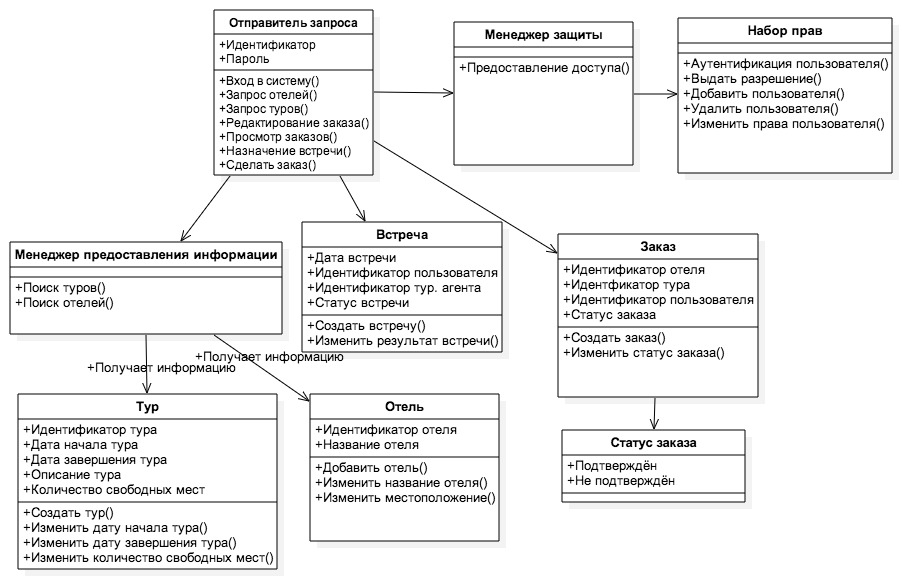 Отправитель запроса
+Идентификатор
+Пароль
+Вход в систему()
+Запрос отелей()
+Запрос туров()
+Редактирование заказа()
+Просмотр заказов()
+Назначение встречи()
+Сделать заказ()
Менеджер защиты
+Предоставление доступа()
Набор прав
+Аутентификация пользователя()
+Выдать разрешение()
+Добавить пользователя()
+Удалить пользователя()
+Изменить права пользователя()
Менеджер предоставления информации
+Поиск туров()
+Поиск отелей()
Встреча
+Дата встречи
+Идентификатор пользователя
+Идентификатор тур. агента
+Статус встречи
+Создать встречу()
+Изменить результат встречи()
Заказ
+Идентификатор отеля
+Идентфикатор тура
+Идентификатор пользователя
+Статус заказа
+Создать заказ()
+Изменить статус заказа()
+Получает информацию
+Получает информацию
Тур
+Идентификатор тура
+Дата начала тура
+Дата завершения тура
+Описание тура
+Количество свободных мест
+Создать тур()
+Изменить дату начала тура()
+Изменить дату завершения тура()
+Изменить количество свободных мест()
Отель
+Идентификатор отеля
+Название отеля
+Добавить отель()
+Изменить название отеля()
+Изменить местоположение()
Статус заказа
+Подтверждён
+Не подтверждён